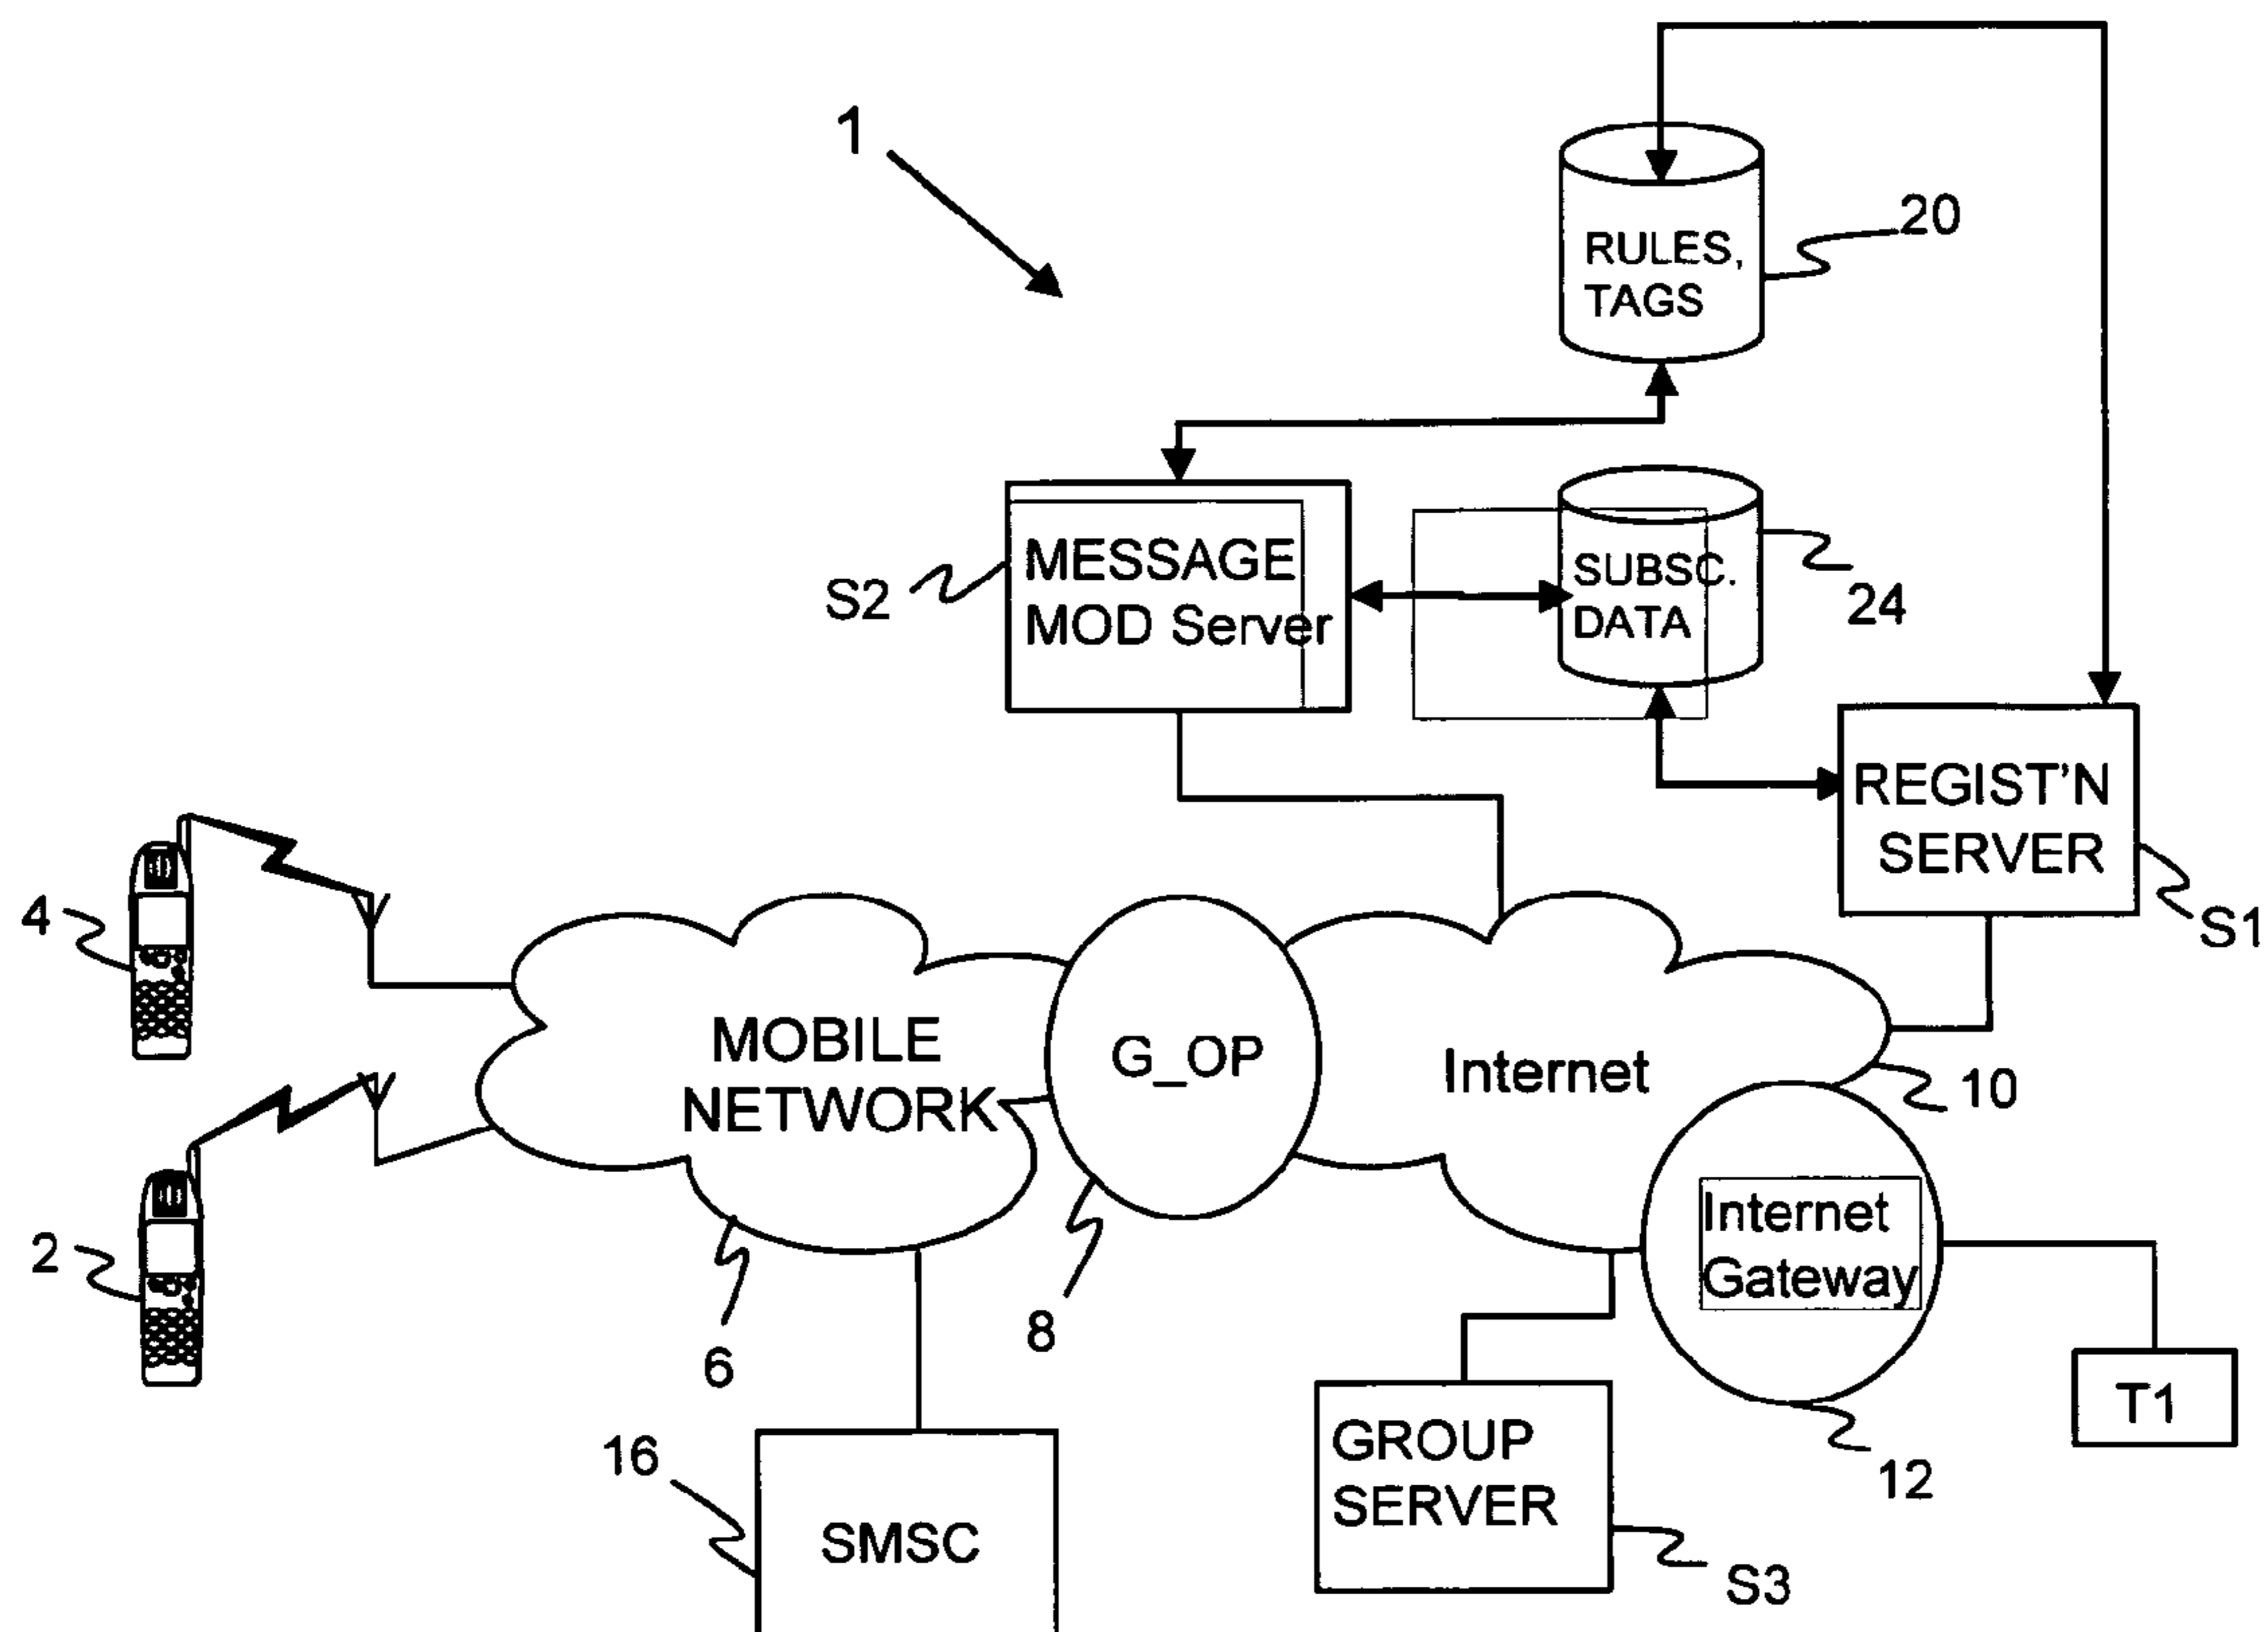 1
RULES,
TAGS
20
S2
MESSAGE
MOD Server
SUBSC.
DATA
24
REGIST'N
SERVER
S1
4
MOBILE
NETWORK
G_OP
Internet
10
2
6
8
Internet
Gateway
12
T1
16
SMSC
GROUP
SERVER
S3